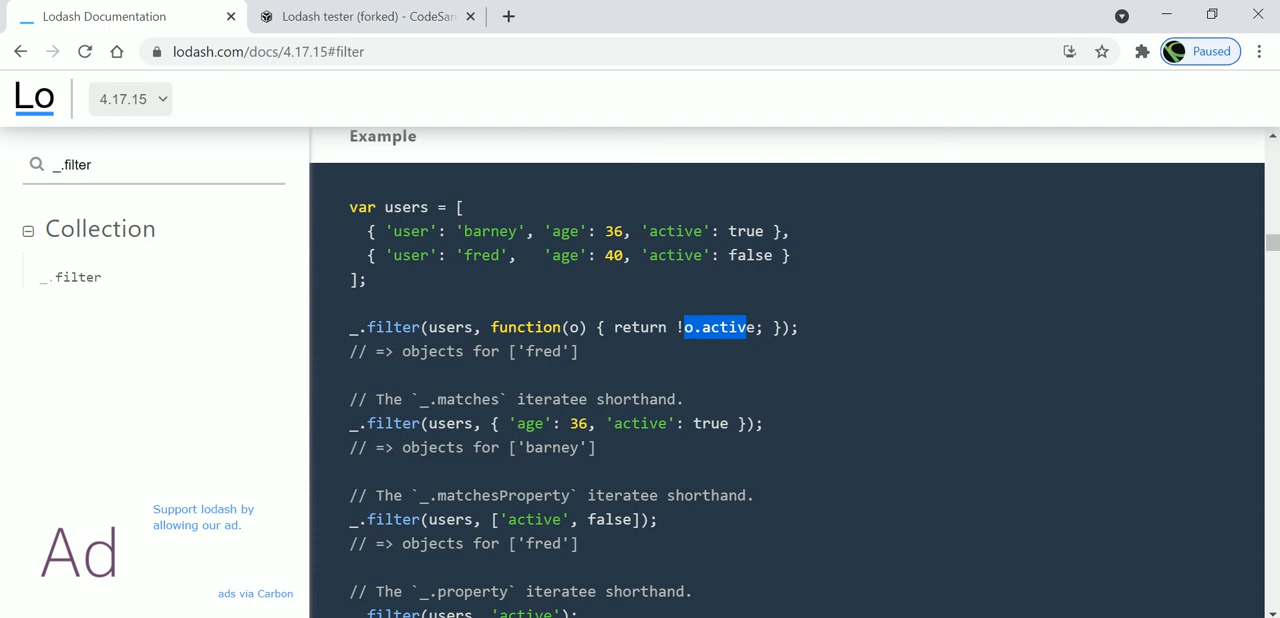 Lodash Documentation
Lodash tester (forked) - CodeSan
lodash.com/docs/4.17.15#filter
Paused
Lo
4.17.15
_.filter
Collection
_.filter
Support lodash by
allowing our ad.
Ad
ads via Carbon
Example
var users = [
  { 'user': 'barney', 'age': 36, 'active': true },
  { 'user': 'fred',   'age': 40, 'active': false }
];
_.filter(users, function(o) { return !o.active; });
// => objects for ['fred']
// The `_.matches` iteratee shorthand.
_.filter(users, { 'age': 36, 'active': true });
// => objects for ['barney']
// The `_.matchesProperty` iteratee shorthand.
_.filter(users, ['active', false]);
// => objects for ['fred']
// The `_.property` iteratee shorthand.
_.filter(users, 'active');